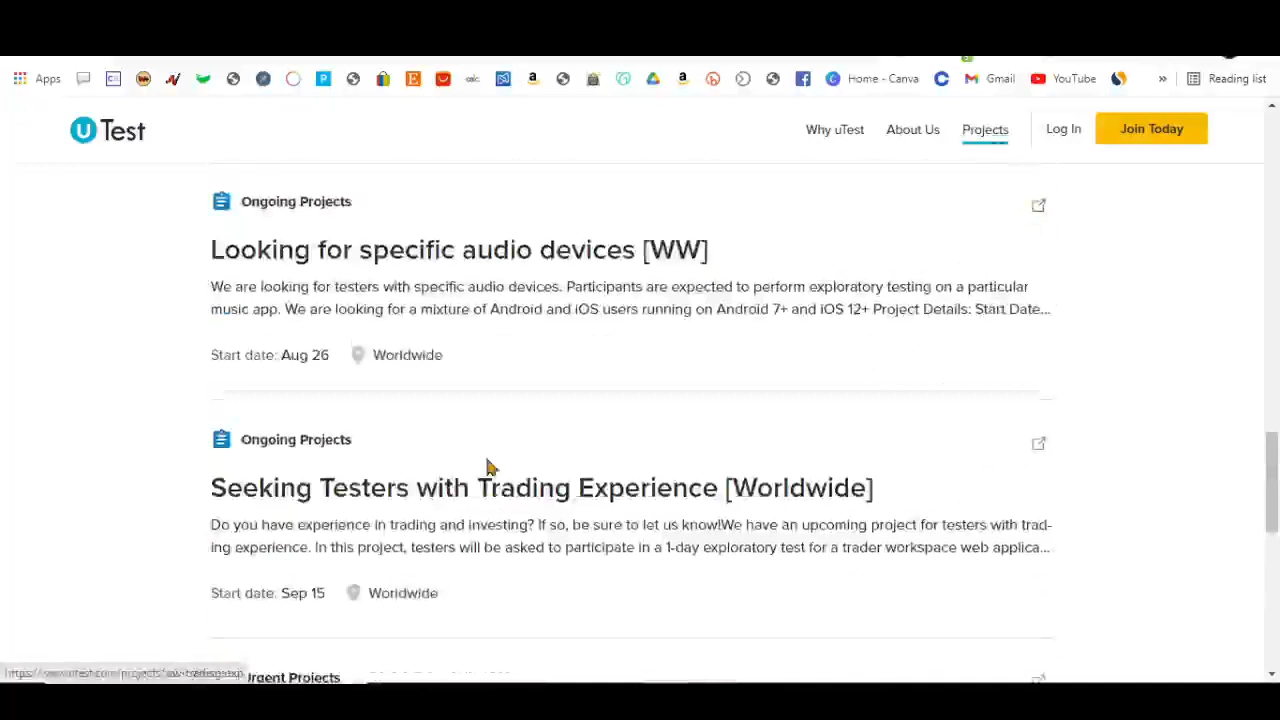 Apps
Home - Canva
Gmail
YouTube
»
Reading list
uTest
Why uTest
About Us
Projects
Log In
Join Today
Ongoing Projects
Looking for specific audio devices [WW]
We are looking for testers with specific audio devices. Participants are expected to perform exploratory testing on a particular
music app. We are looking for a mixture of Android and iOS users running on Android 7+ and iOS 12+ Project Details: Start Date...
Start date: Aug 26
Worldwide
Ongoing Projects
Seeking Testers with Trading Experience [Worldwide]
Do you have experience in trading and investing? If so, be sure to let us know!We have an upcoming project for testers with trad-
ing experience. In this project, testers will be asked to participate in a 1-day exploratory test for a trader workspace web applica...
Start date: Sep 15
Worldwide
Urgent Projects